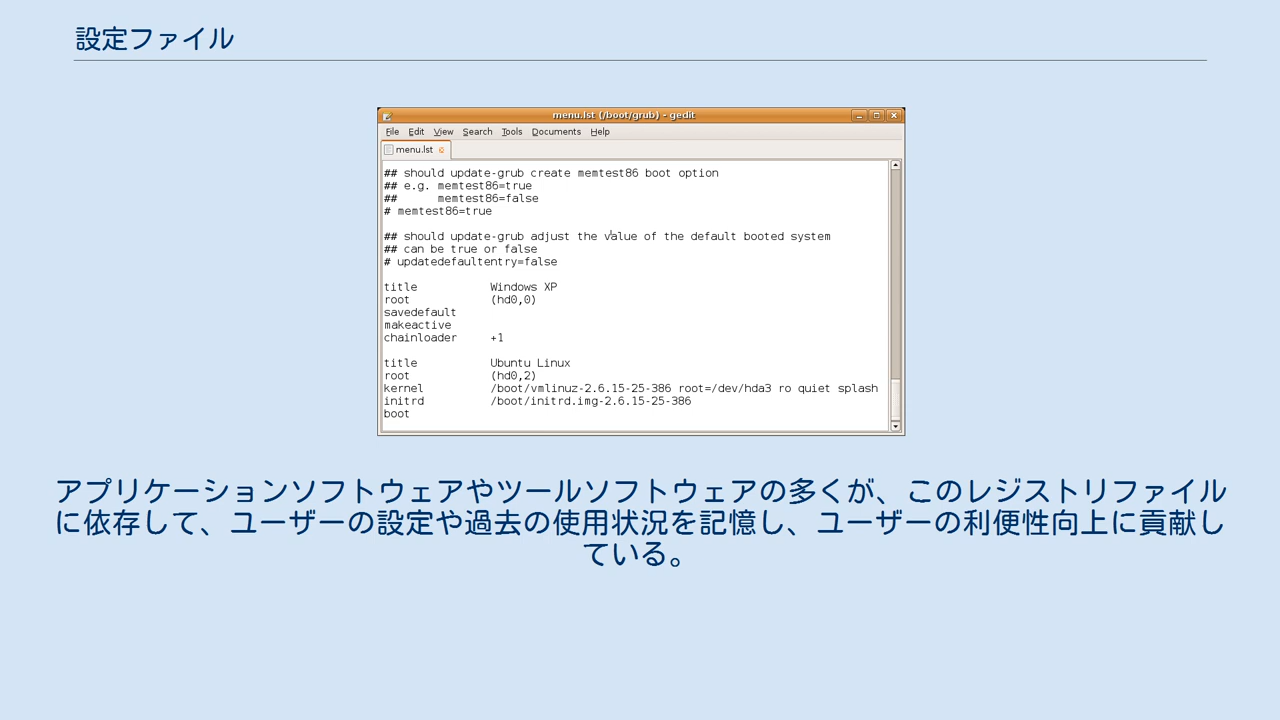 設定ファイル
menu.lst (/boot/grub) - gedit
File Edit View Search Tools Documents Help
menu.lst
## should update-grub create memtest86 boot option
## e.g. memtest86=true
##      memtest86=false
# memtest86=true
## should update-grub adjust the value of the default booted system
## can be true or false
# updatedefaultentry=false
title           Windows XP
root            (hd0,0)
savedefault
makeactive
chainloader     +1
title           Ubuntu Linux
root            (hd0,2)
kernel          /boot/vmlinuz-2.6.15-25-386 root=/dev/hda3 ro quiet splash
initrd          /boot/initrd.img-2.6.15-25-386
boot
アプリケーションソフトウェアやツールソフトウェアの多くが、このレジストリファイル
に依存して、ユーザーの設定や過去の使用状況を記憶し、ユーザーの利便性向上に貢献し
ている。